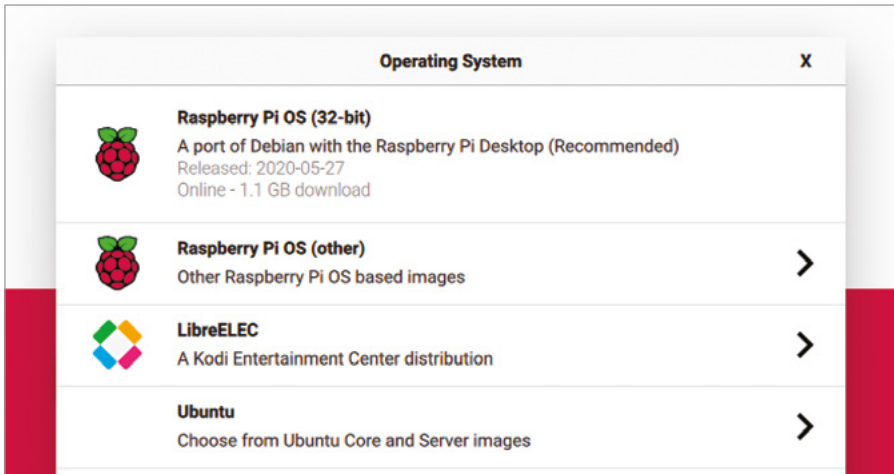 Operating System X
Raspberry Pi OS (32-bit)
A port of Debian with the Raspberry Pi Desktop (Recommended)
Released: 2020-05-27
Online - 1.1 GB download
Raspberry Pi OS (other)
Other Raspberry Pi OS based images
LibreELEC
A Kodi Entertainment Center distribution
Ubuntu
Choose from Ubuntu Core and Server images